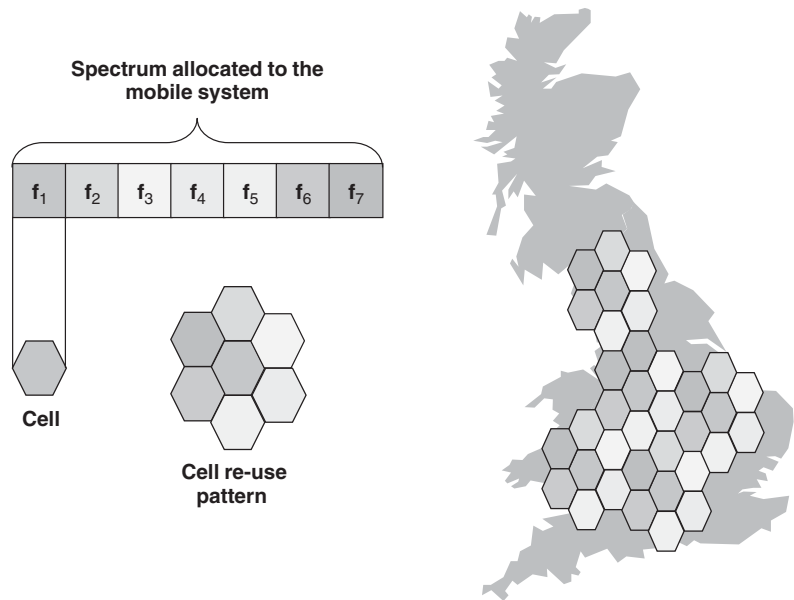 Spectrum allocated to the
mobile system
f₁ f₂ f₃ f₄ f₅ f₆ f₇
Cell
Cell re-use
pattern